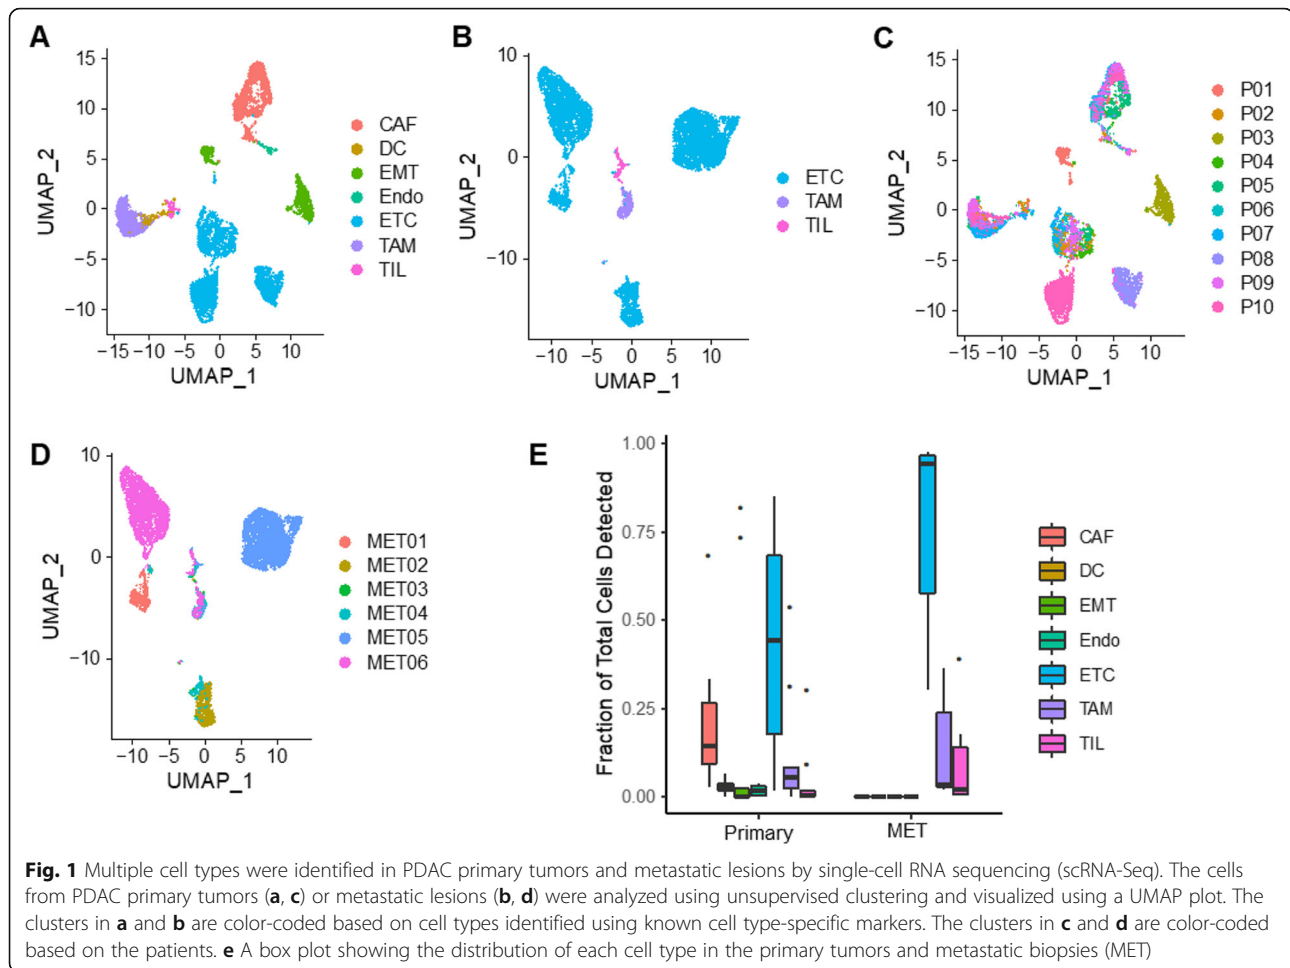 A
15
10
5
0
−5
−10
−15
−10
−5
0
5
10
UMAP_1
UMAP_2
CAF
DC
EMT
Endo
ETC
TAM
TIL
B
10
0
−10
−10
−5
0
5
10
UMAP_1
UMAP_2
ETC
TAM
TIL
C
15
10
5
0
−5
−10
−15
−10
−5
0
5
10
UMAP_1
UMAP_2
P01
P02
P03
P04
P05
P06
P07
P08
P09
P10
D
10
0
−10
−10
−5
0
5
10
UMAP_1
UMAP_2
MET01
MET02
MET03
MET04
MET05
MET06
E
1.00
0.75
0.50
0.25
0.00
Fraction of Total Cells Detected
Primary
MET
CAF
DC
EMT
Endo
ETC
TAM
TIL
Fig. 1 Multiple cell types were identified in PDAC primary tumors and metastatic lesions by single-cell RNA sequencing (scRNA-Seq). The cells
from PDAC primary tumors (a, c) or metastatic lesions (b, d) were analyzed using unsupervised clustering and visualized using a UMAP plot. The
clusters in a and b are color-coded based on cell types identified using known cell type-specific markers. The clusters in c and d are color-coded
based on the patients. e A box plot showing the distribution of each cell type in the primary tumors and metastatic biopsies (MET)